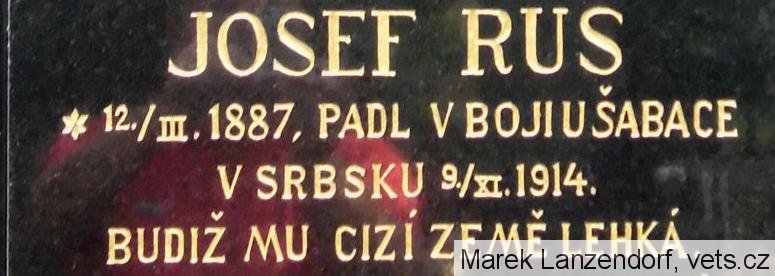 JOSEF RUS
* 12./III. 1887, PADL V BOJI U ŠABACE
V SRBSKU 9./XI. 1914.
BUDIŽ MU CIZÍ ZEMĚ LEHKÁ.
Marek Lanzendorf, vets.cz